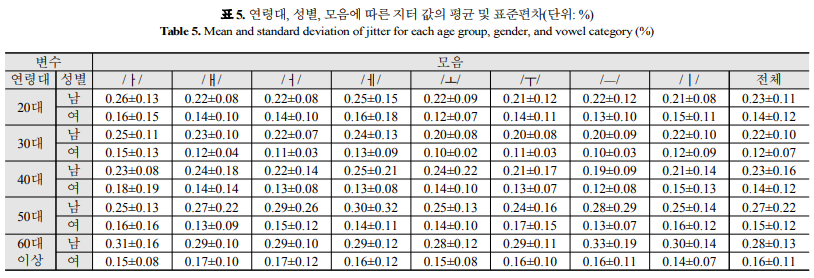 표 5. 연령대, 성별, 모음에 따른 지터 값의 평균 및 표준편차(단위: %)
Table 5. Mean and standard deviation of jitter for each age group, gender, and vowel category (%)
변수 모음
연령대 성별 /ㅏ/ /ㅐ/ /ㅓ/ /ㅔ/ /ㅗ/ /ㅜ/ /ㅡ/ /ㅣ/ 전체
20대 남 0.26±0.13 0.22±0.08 0.22±0.08 0.25±0.15 0.22±0.09 0.21±0.12 0.22±0.12 0.21±0.08 0.23±0.11
여 0.16±0.15 0.14±0.10 0.14±0.10 0.16±0.18 0.12±0.07 0.14±0.11 0.13±0.10 0.15±0.11 0.14±0.12
30대 남 0.25±0.11 0.23±0.10 0.22±0.07 0.24±0.13 0.20±0.08 0.20±0.08 0.20±0.09 0.22±0.10 0.22±0.10
여 0.15±0.13 0.12±0.04 0.11±0.03 0.13±0.09 0.10±0.02 0.11±0.03 0.10±0.03 0.12±0.09 0.12±0.07
40대 남 0.23±0.08 0.24±0.18 0.22±0.14 0.25±0.21 0.24±0.22 0.21±0.17 0.19±0.09 0.21±0.14 0.23±0.16
여 0.18±0.19 0.14±0.14 0.13±0.08 0.13±0.08 0.14±0.10 0.13±0.07 0.12±0.08 0.15±0.13 0.14±0.12
50대 남 0.25±0.13 0.27±0.22 0.29±0.26 0.30±0.32 0.25±0.13 0.24±0.16 0.28±0.29 0.25±0.14 0.27±0.22
여 0.16±0.16 0.13±0.09 0.15±0.12 0.14±0.11 0.14±0.10 0.17±0.15 0.13±0.07 0.16±0.12 0.15±0.12
60대 이상 남 0.31±0.16 0.29±0.10 0.29±0.10 0.29±0.12 0.28±0.12 0.29±0.11 0.33±0.19 0.30±0.14 0.28±0.13
여 0.15±0.08 0.17±0.10 0.17±0.12 0.16±0.12 0.15±0.08 0.16±0.10 0.16±0.11 0.14±0.07 0.16±0.11